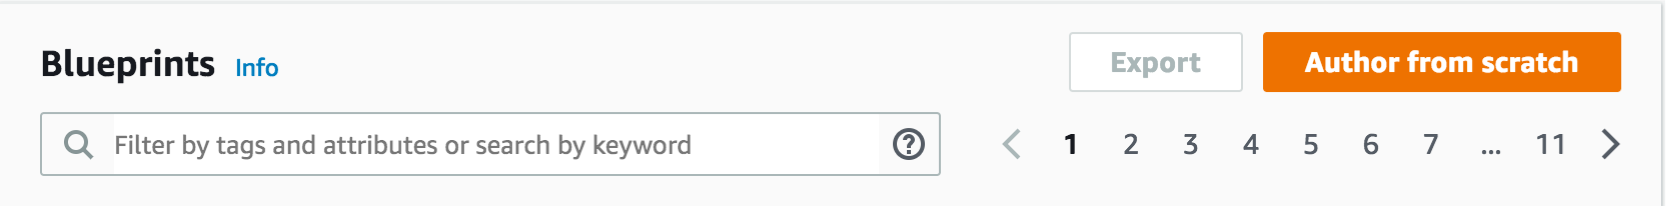 Blueprints Info Export Author from scratch
Filter by tags and attributes or search by keyword 1 2 3 4 5 6 7 ... 11